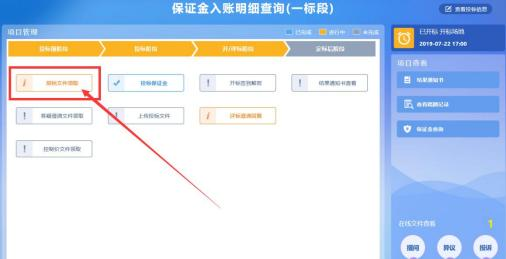 保证金入账明细查询(一标段)
查看投标信息
项目管理
已完成 进行中 未完成
投标前阶段 投标阶段 开/评标阶段 定标后阶段
招标文件领取 投标保证金 开标签到解密 结果通知书查看
答疑澄清文件领取 上传投标文件 评标澄清回复
控制价文件领取
已开标 开标场地
2019-07-22 17:00
项目查看
结果通知书
查看踏勘记录
保证金查询
在线文件查看
1
提问 异议 投诉